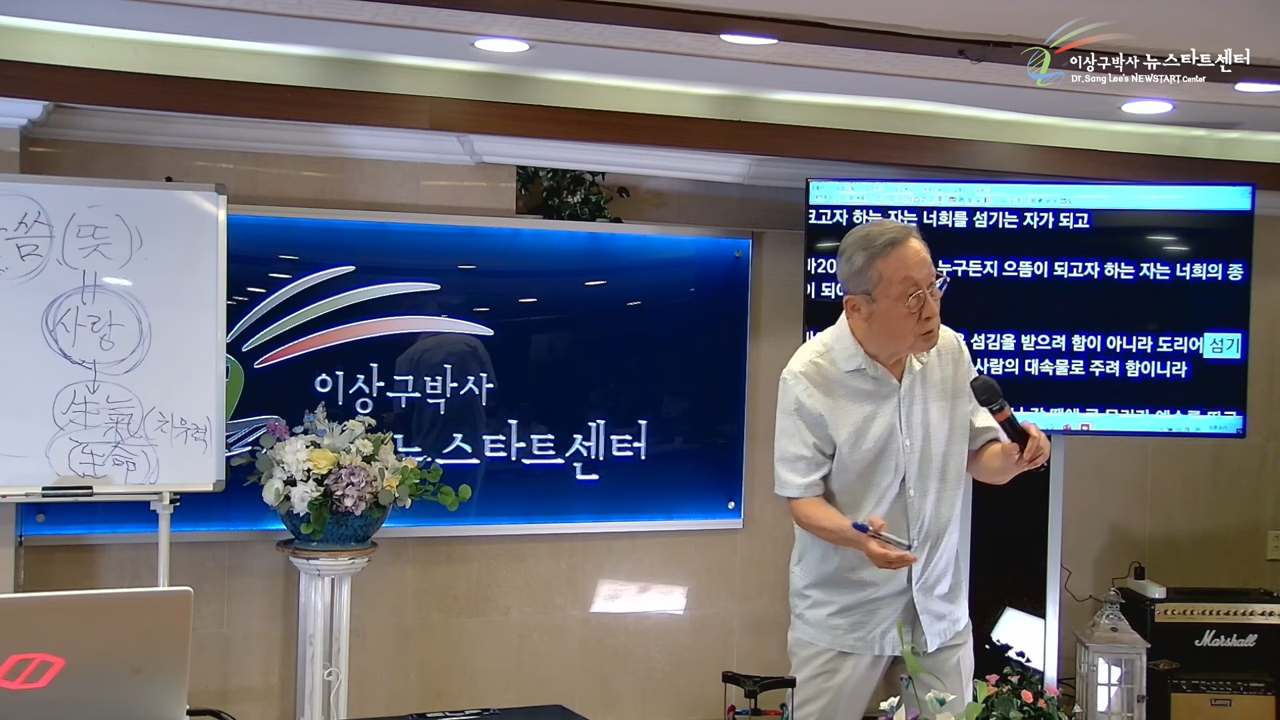 이상구박사 뉴스타트센터
Dr. Sang Lee's NEWSTART Center
씀 (뜻)
사랑
生氣 (치유력)
(生命)
이상구박사
뉴스타트센터
하는 자는 너희를 섬기는 자가 되고
누구든지 으뜸이 되고자 하는 자는 너희의 종
섬김을 받으려 함이 아니라 도리어 섬기
사람의 대속물로 주려 함이니라
Marshall
Laney